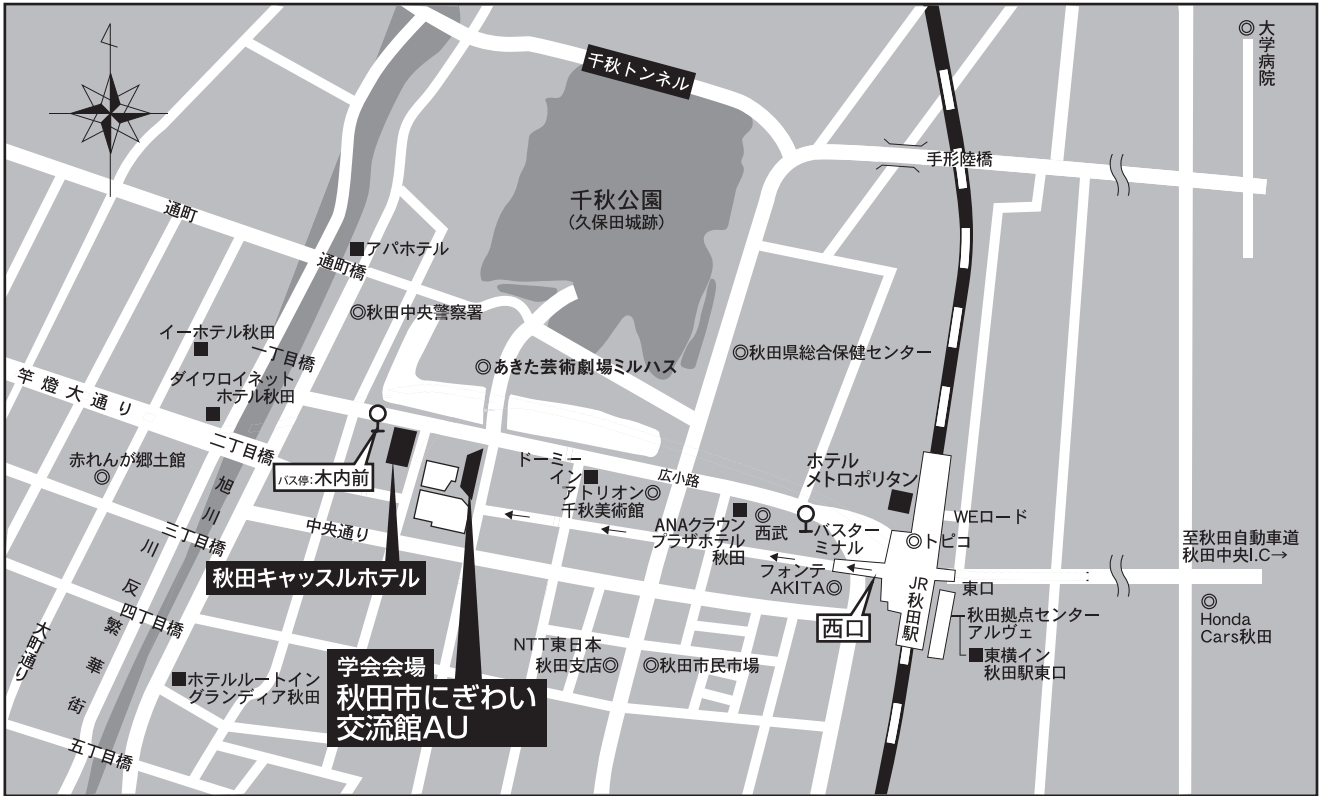 大学病院
千秋トンネル
手形陸橋
千秋公園
(久保田城跡)
通町
アパホテル
通町橋
秋田中央警察署
イーホテル秋田
一丁目橋
あきた芸術劇場ミルハス
秋田県総合保健センター
竿燈大通り
ダイワロイネット
ホテル秋田
二丁目橋
赤れんが郷土館
バス停:木内前
ドーミー
イン
アトリオン
千秋美術館
広小路
ホテル
メトロポリタン
旭川
三丁目橋
中央通り
ANAクラウン
プラザホテル
秋田
西武
バスター
ミナル
WEロード
トピコ
至秋田自動車道
秋田中央I.C→
秋田キャッスルホテル
フォンテ
AKITA
JR秋田駅
東口
西口
秋田拠点センター
アルヴェ
東横イン
秋田駅東口
Honda
Cars秋田
川反繁華街
四丁目橋
大町通り
NTT東日本
秋田支店
秋田市民市場
ホテルルートイン
グランディア秋田
学会会場
秋田市にぎわい
交流館AU
五丁目橋